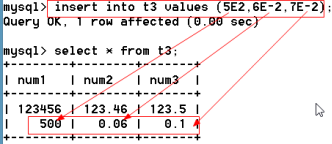 mysql> insert into t3 values (5E2,6E-2,7E-2);
Query OK, 1 row affected (0.00 sec)
mysql> select * from t3;
+--------+--------+-------+
| num1 | num2 | num3 |
+--------+--------+-------+
| 123456 | 123.46 | 123.5 |
| 500 | 0.06 | 0.1 |
+--------+--------+-------+